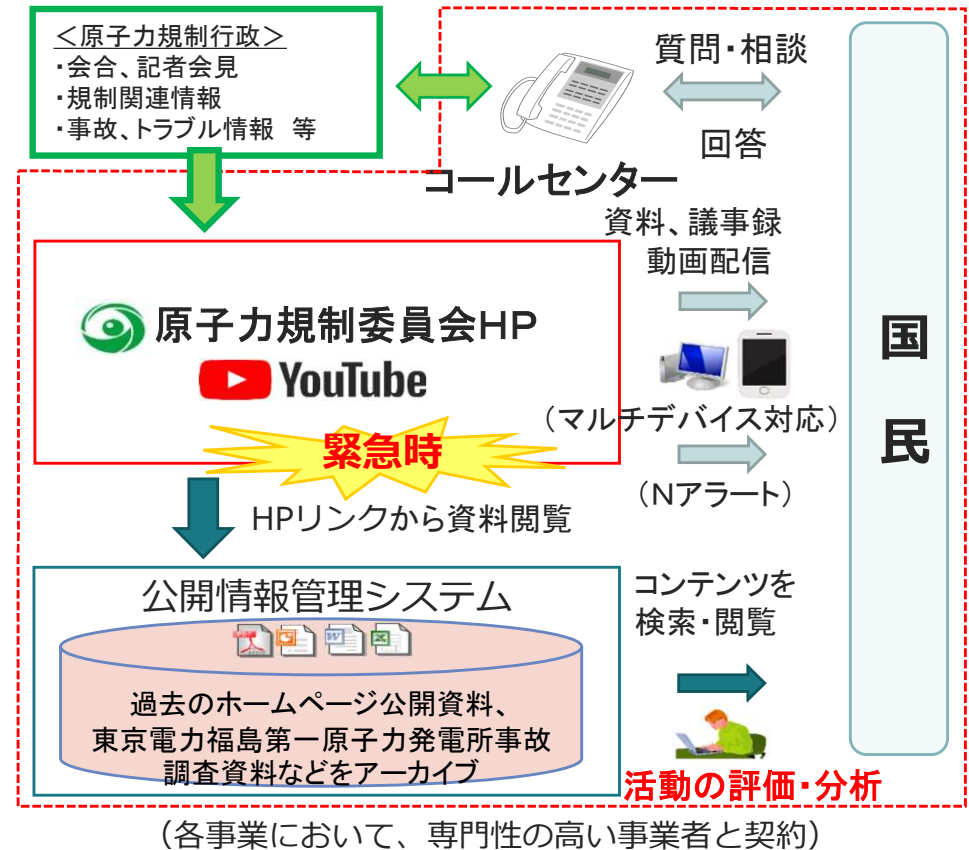 ＜原子力規制行政＞
・会合、記者会見
・規制関連情報
・事故、トラブル情報　等
質問・相談
回答
コールセンター
資料、議事録
動画配信
原子力規制委員会HP
YouTube
（マルチデバイス対応）
緊急時
（Nアラート）
国
民
HPリンクから資料閲覧
公開情報管理システム
コンテンツを
検索・閲覧
過去のホームページ公開資料、
東京電力福島第一原子力発電所事故
調査資料などをアーカイブ
活動の評価・分析
（各事業において、専門性の高い事業者と契約）